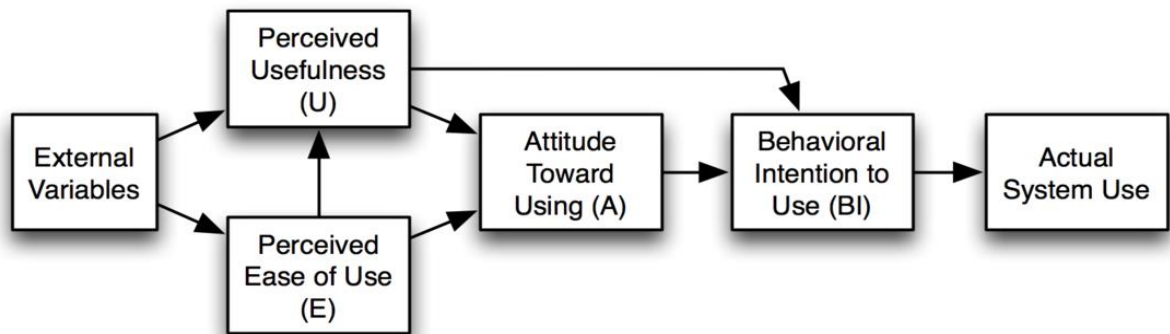 Perceived
Usefulness
(U)
External
Variables
Perceived
Ease of Use
(E)
Attitude
Toward
Using (A)
Behavioral
Intention to
Use (BI)
Actual
System Use